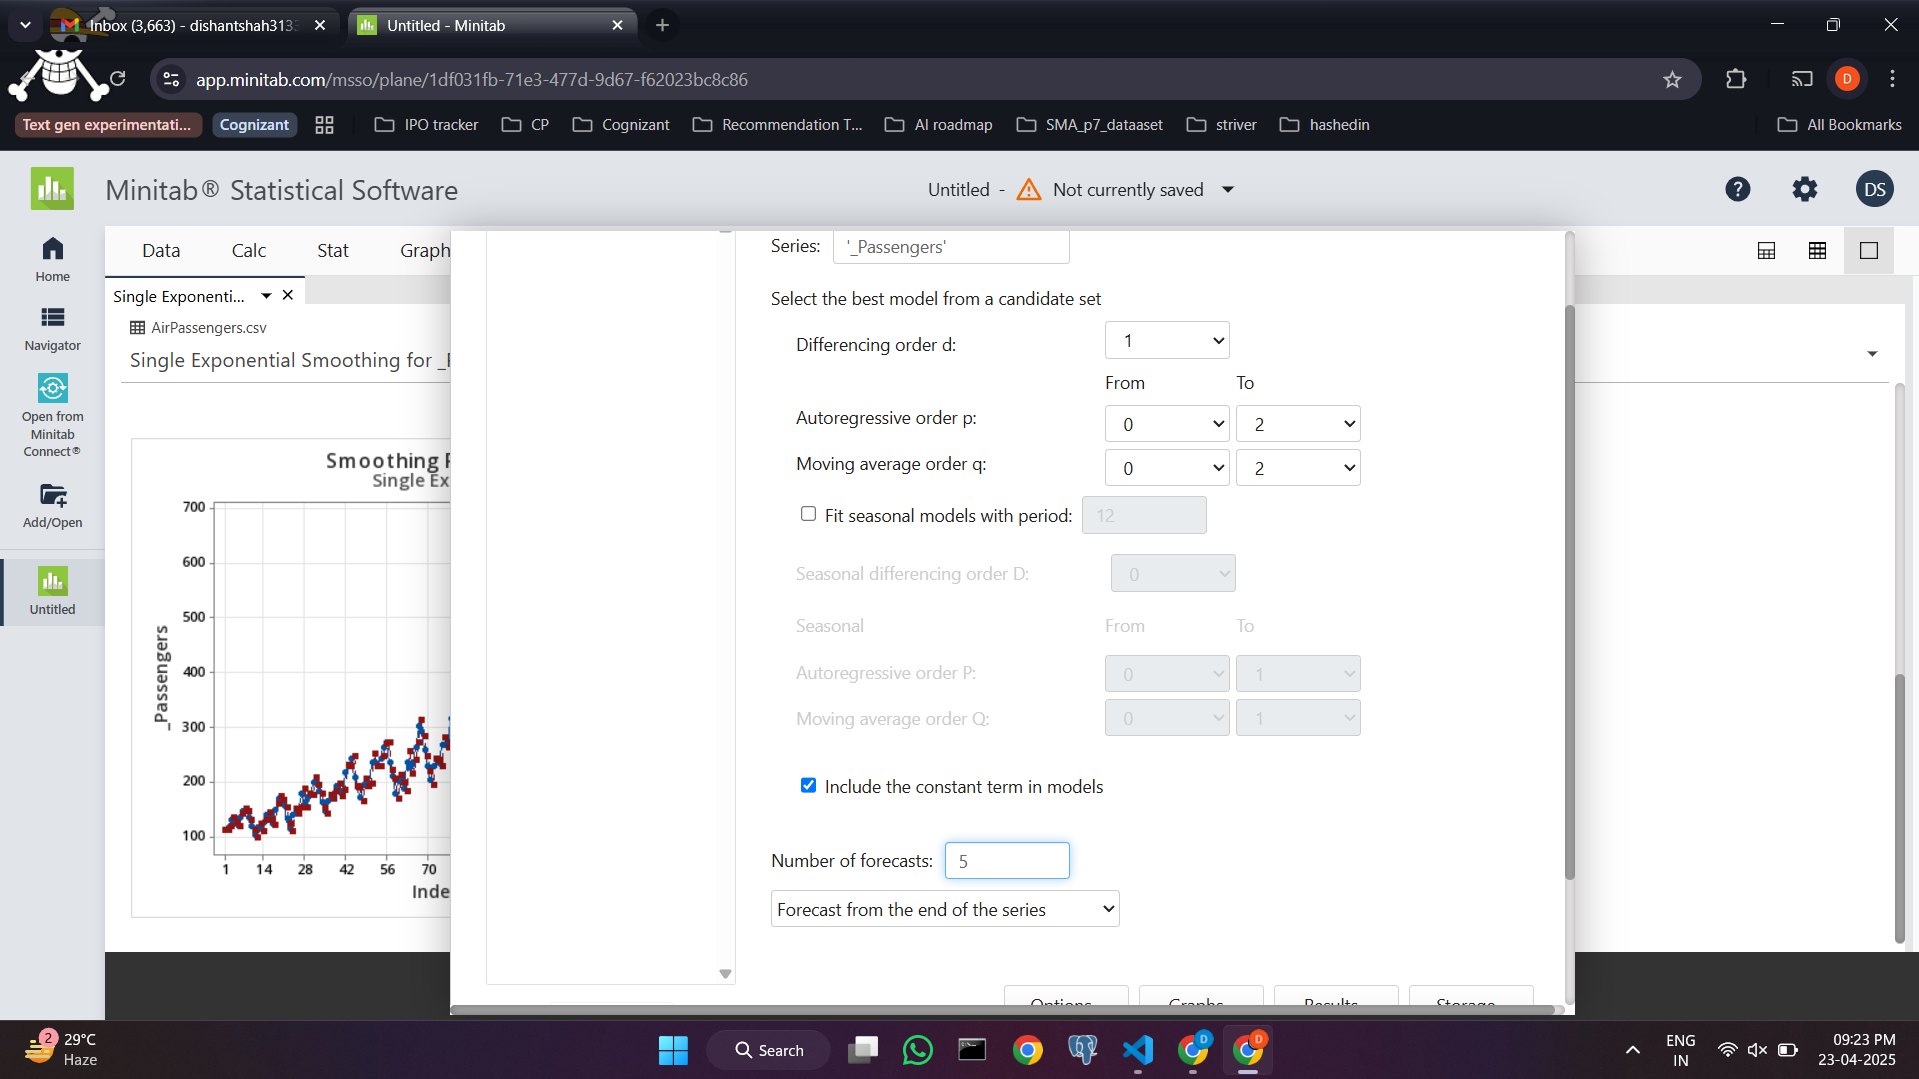 Inbox (3,663) - dishantshah313
Untitled - Minitab
app.minitab.com/msso/plane/1df031fb-71e3-477d-9d67-f62023bc8c86
D
Text gen experimentati...
Cognizant
IPO tracker
CP
Cognizant
Recommendation T...
AI roadmap
SMA_p7_dataaset
striver
hashedin
All Bookmarks
Minitab® Statistical Software
Untitled - Not currently saved
DS
Home
Navigator
Open from
Minitab
Connect®
Add/Open
Untitled
Data
Calc
Stat
Graph
Single Exponenti...
AirPassengers.csv
Single Exponential Smoothing for _
Smoothing
Single Ex
700
600
500
400
300
200
100
_Passengers
1 14 28 42 56 70
Inde
Series: '_Passengers'
Select the best model from a candidate set
Differencing order d: 1
From To
Autoregressive order p: 0 2
Moving average order q: 0 2
Fit seasonal models with period: 12
Seasonal differencing order D: 0
Seasonal From To
Autoregressive order P: 0 1
Moving average order Q: 0 1
Include the constant term in models
Number of forecasts: 5
Forecast from the end of the series
Options... Graphs... Results... Storage...
2
29°C
Haze
Search
D
D
ENG
IN
09:23 PM
23-04-2025